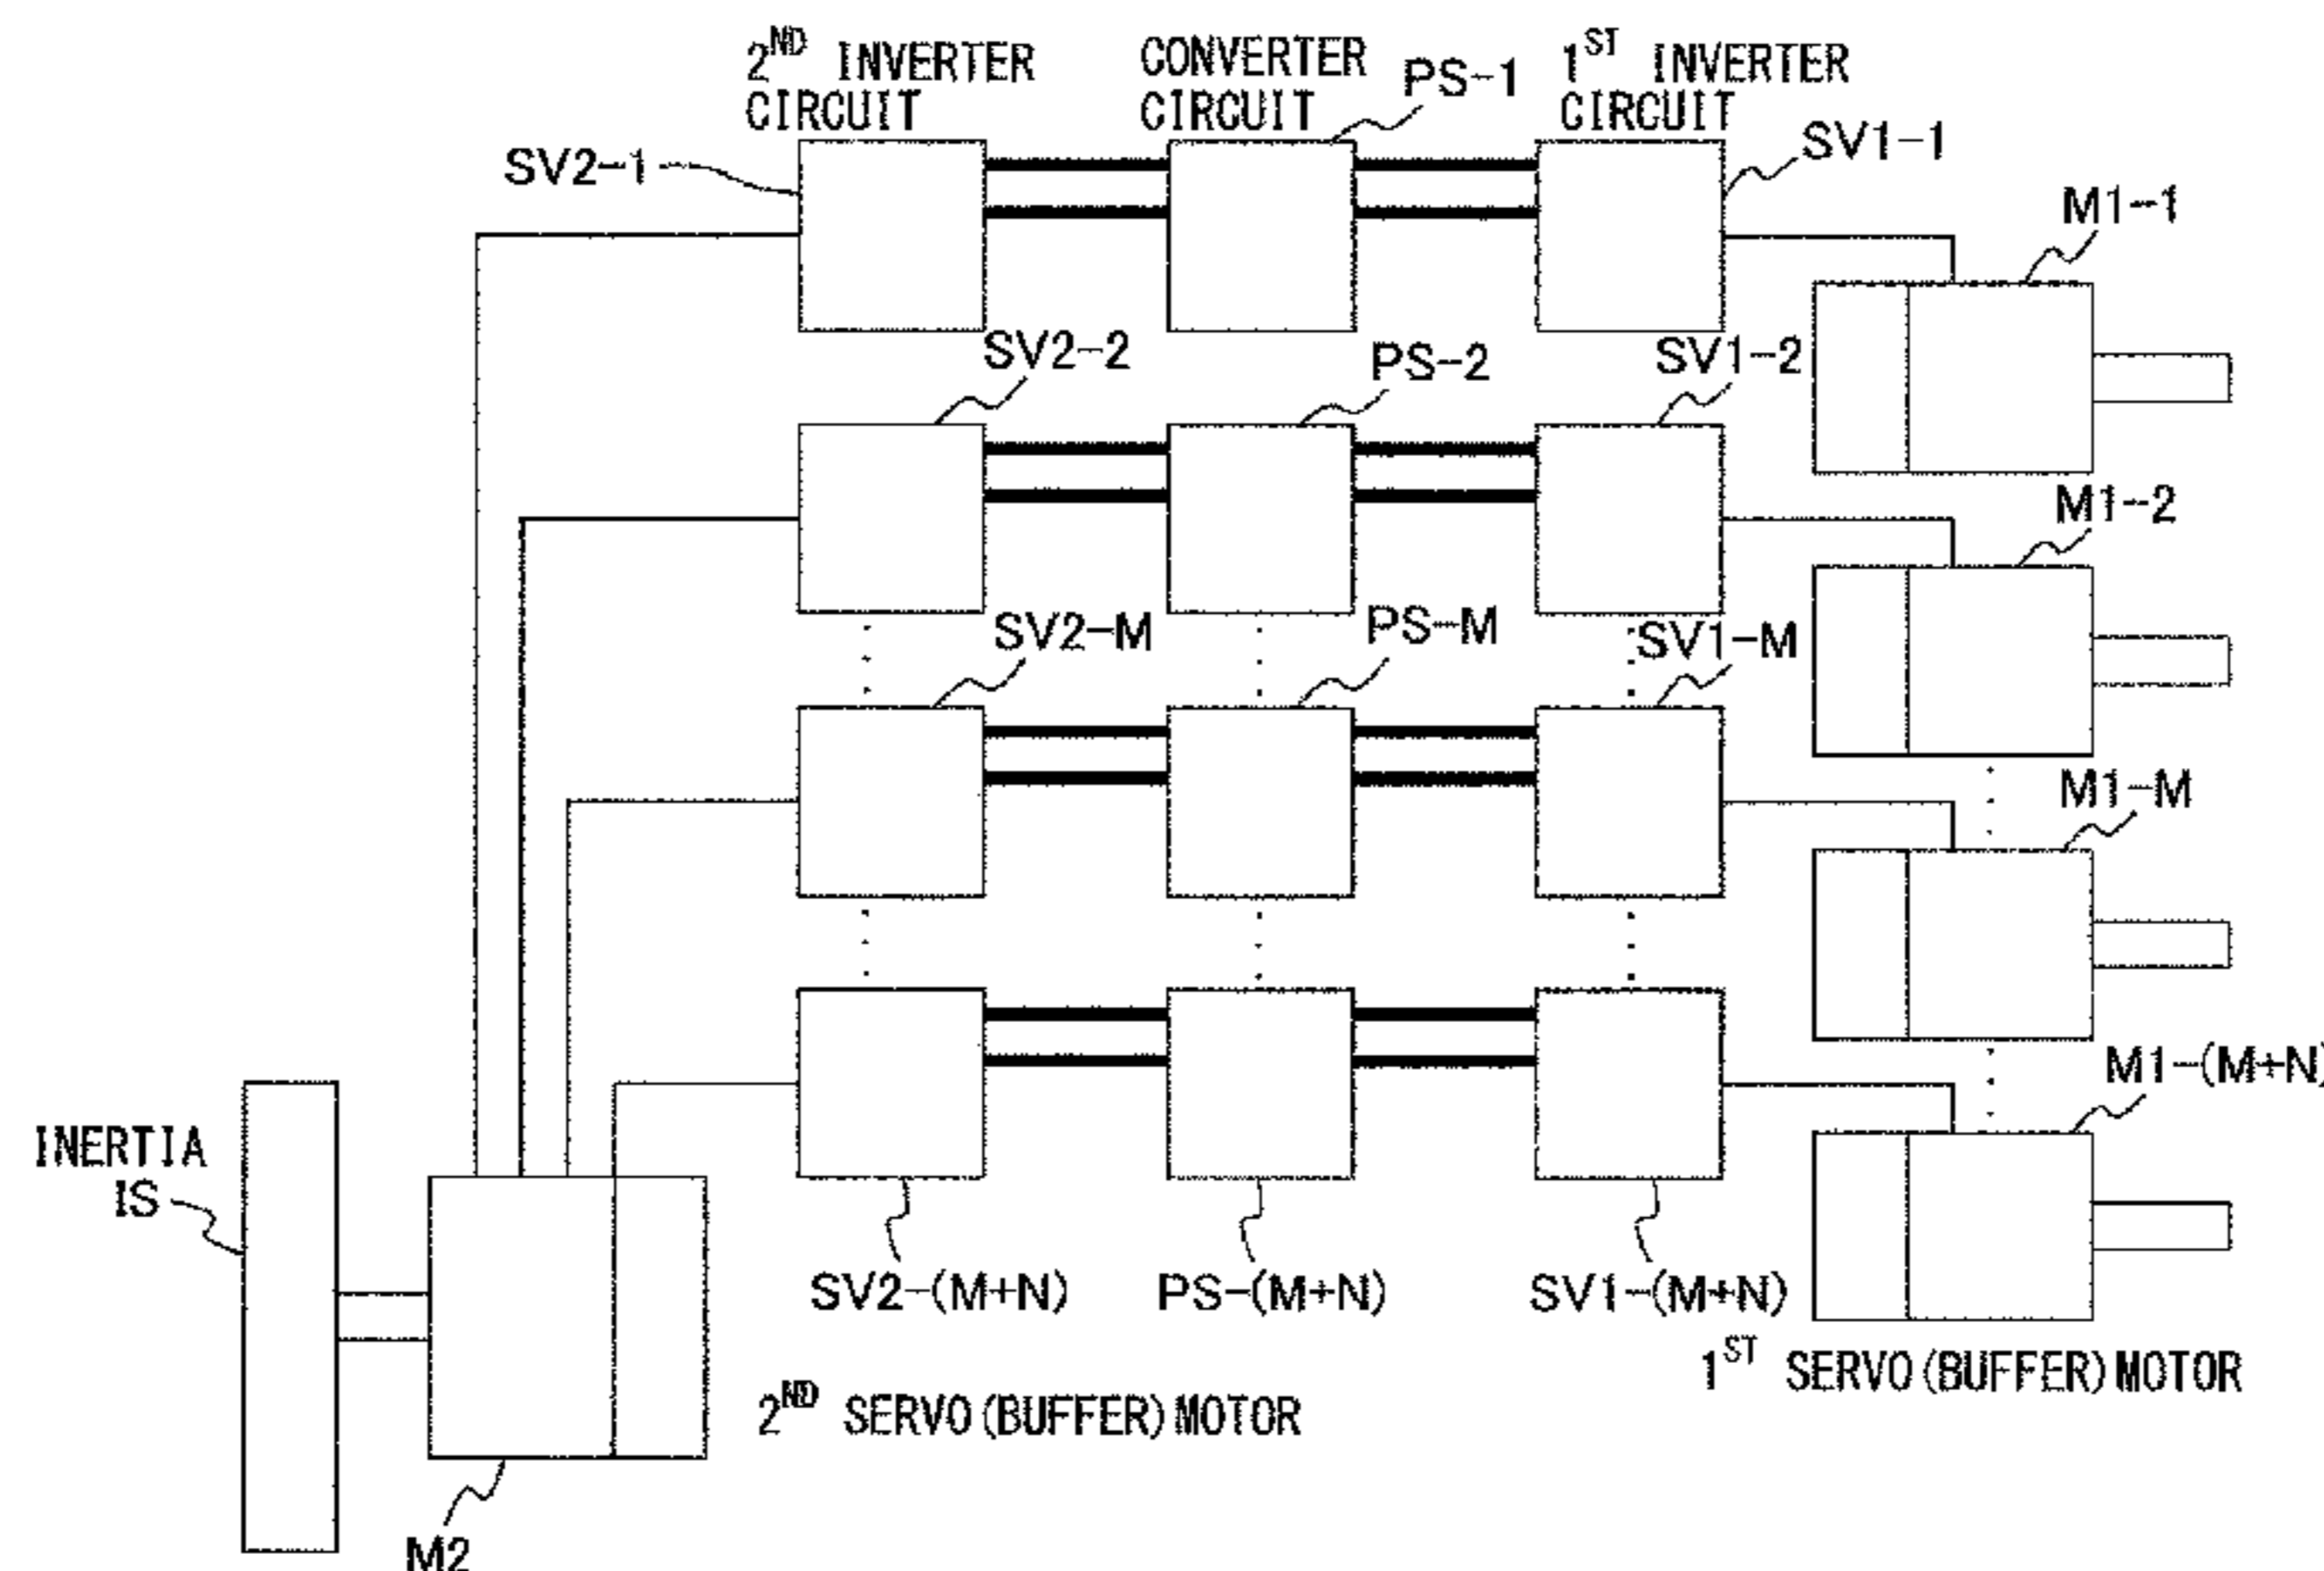 2ND INVERTER
CIRCUIT
CONVERTER
CIRCUIT
PS-1
1ST INVERTER
CIRCUIT
SV2-1
SV1-1
M1-1
SV2-2
PS-2
SV1-2
M1-2
SV2-M
PS-M
SV1-M
M1-M
M1-(M+N)
INERTIA
IS
SV2-(M+N)
PS-(M+N)
SV1-(M+N)
1ST SERVO(BUFFER)MOTOR
2ND SERVO(BUFFER)MOTOR
M2